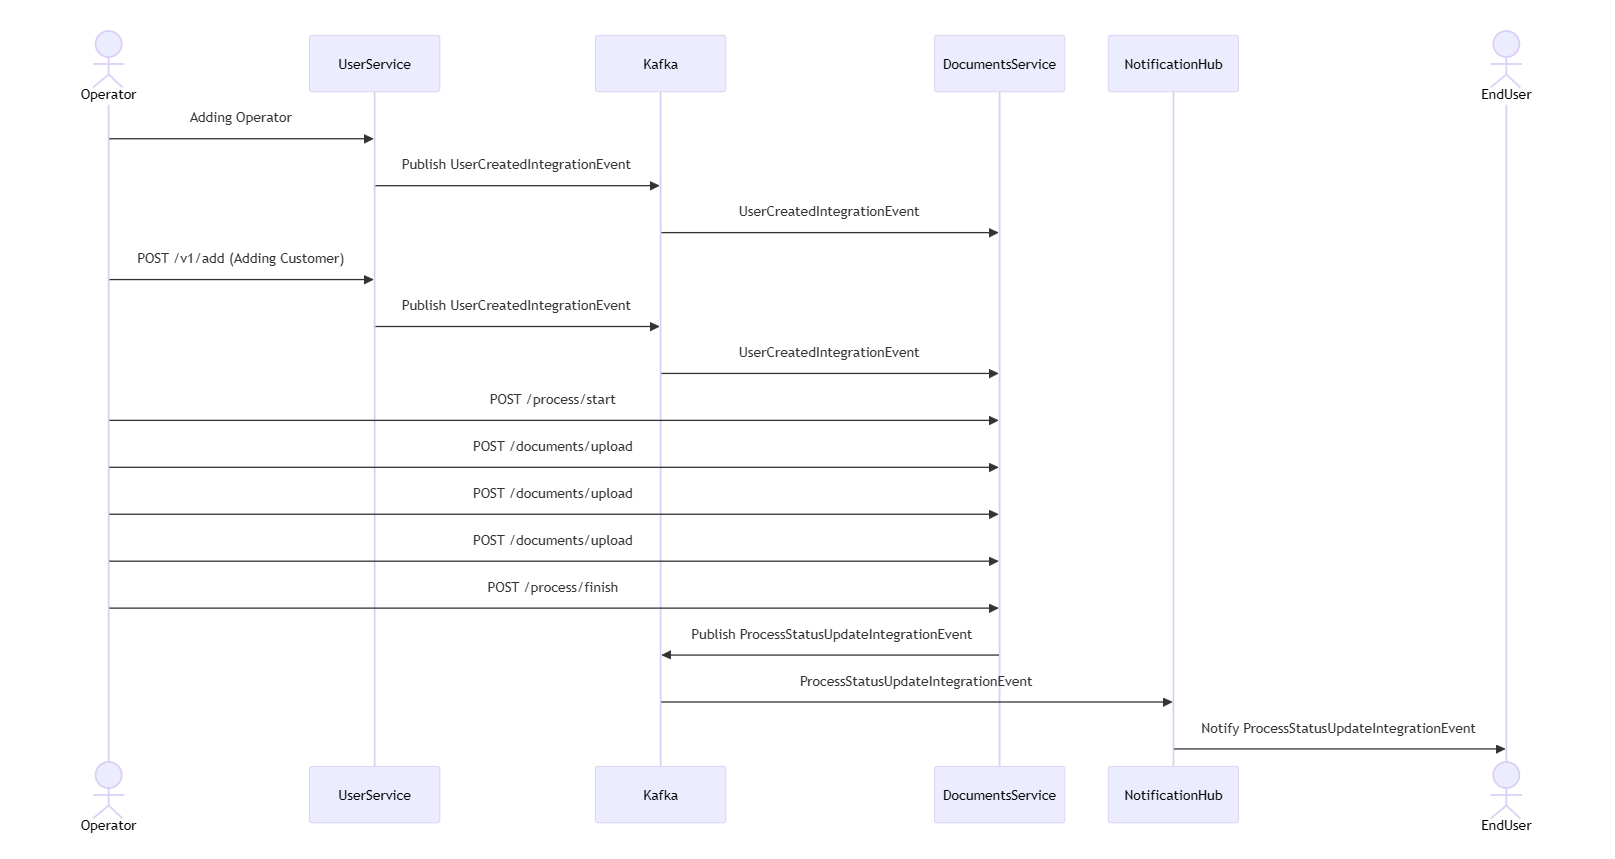 Operator
UserService
Kafka
DocumentsService
NotificationHub
EndUser
Adding Operator
Publish UserCreatedIntegrationEvent
UserCreatedIntegrationEvent
POST /v1/add (Adding Customer)
Publish UserCreatedIntegrationEvent
UserCreatedIntegrationEvent
POST /process/start
POST /documents/upload
POST /documents/upload
POST /documents/upload
POST /process/finish
Publish ProcessStatusUpdateIntegrationEvent
ProcessStatusUpdateIntegrationEvent
Notify ProcessStatusUpdateIntegrationEvent
Operator
UserService
Kafka
DocumentsService
NotificationHub
EndUser